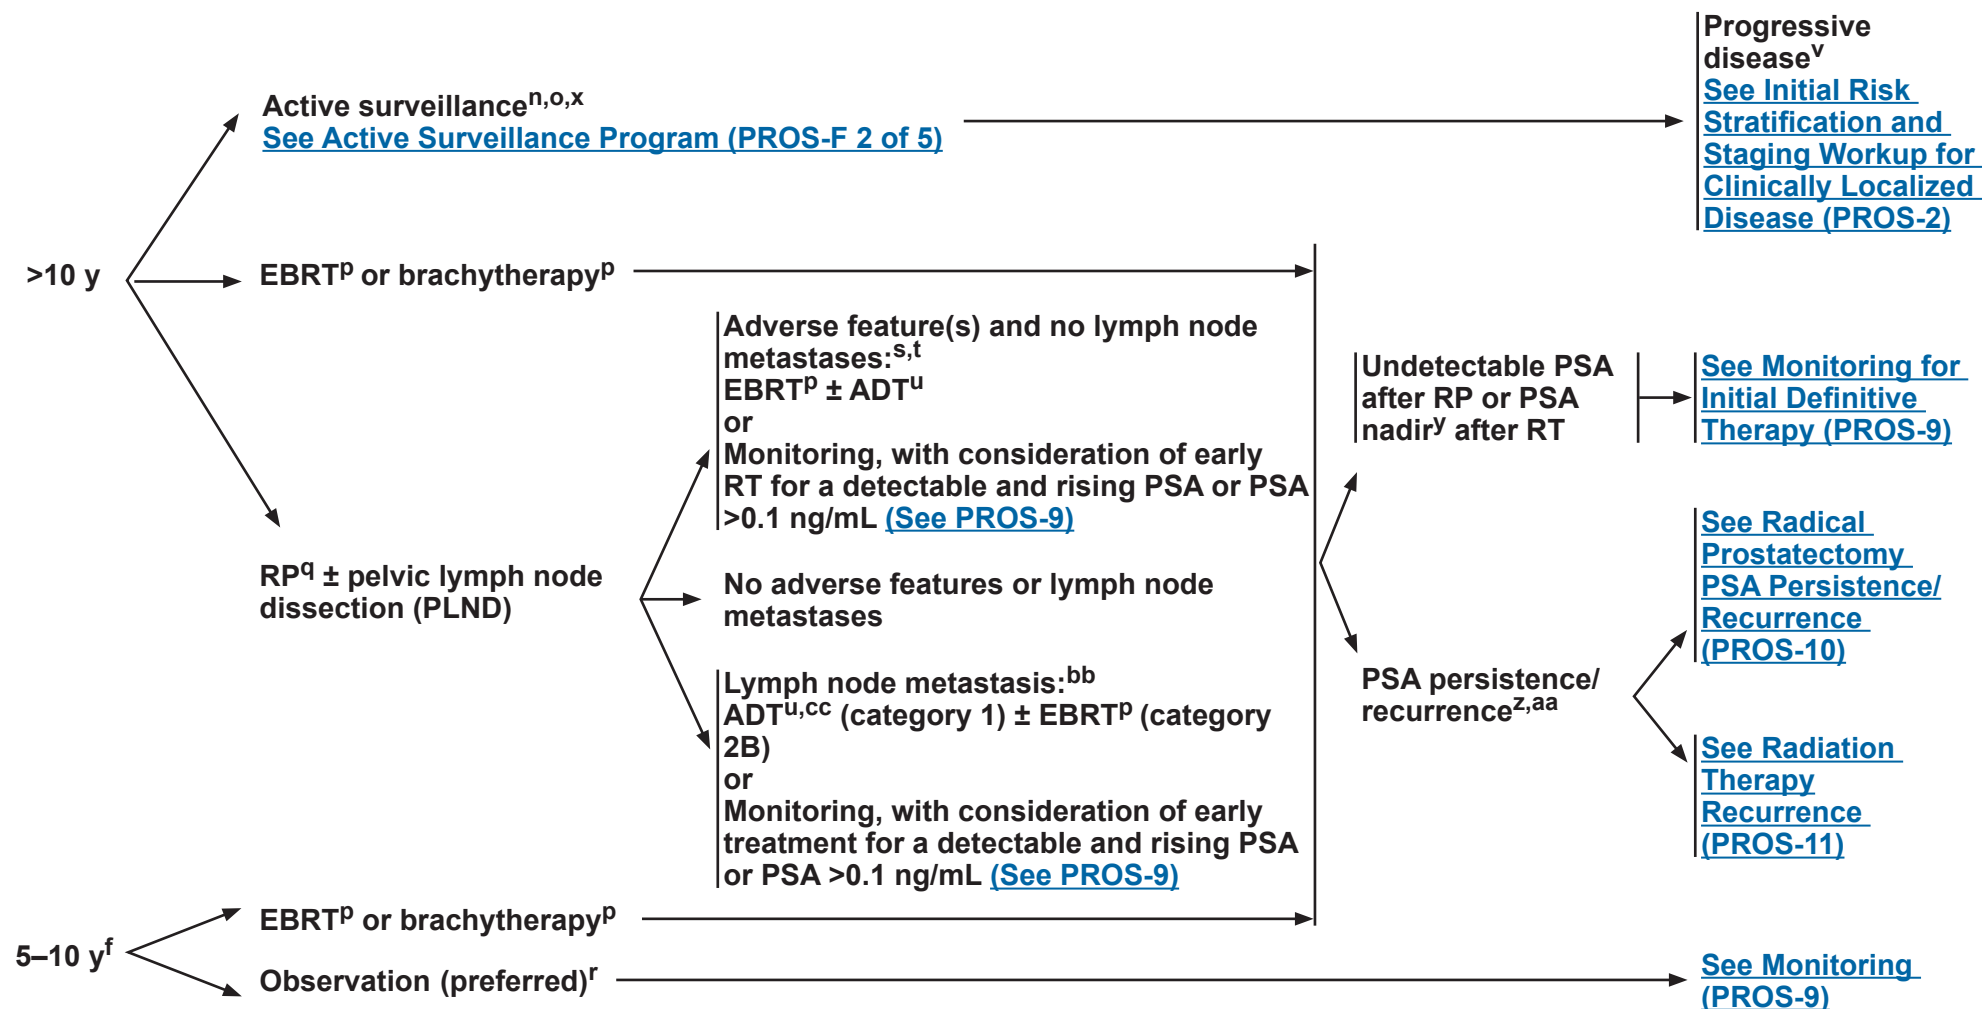 Progressive
disease^v
See Initial Risk
Stratification and
Staging Workup for
Clinically Localized
Disease (PROS-2)
Active surveillance^n,o,x
See Active Surveillance Program (PROS-F 2 of 5)
>10 y
EBRT^p or brachytherapy^p
Adverse feature(s) and no lymph node
metastases:^s,t
EBRT^p ± ADT^u
or
Monitoring, with consideration of early
RT for a detectable and rising PSA or PSA
>0.1 ng/mL (See PROS-9)
Undetectable PSA
after RP or PSA
nadir^y after RT
See Monitoring for
Initial Definitive
Therapy (PROS-9)
RP^q ± pelvic lymph node
dissection (PLND)
No adverse features or lymph node
metastases
See Radical
Prostatectomy
PSA Persistence/
Recurrence
(PROS-10)
Lymph node metastasis:^bb
ADT^u,cc (category 1) ± EBRT^p (category
2B)
or
Monitoring, with consideration of early
treatment for a detectable and rising PSA
or PSA >0.1 ng/mL (See PROS-9)
PSA persistence/
recurrence^z,aa
See Radiation
Therapy
Recurrence
(PROS-11)
5–10 y^f
EBRT^p or brachytherapy^p
Observation (preferred)^r
See Monitoring
(PROS-9)